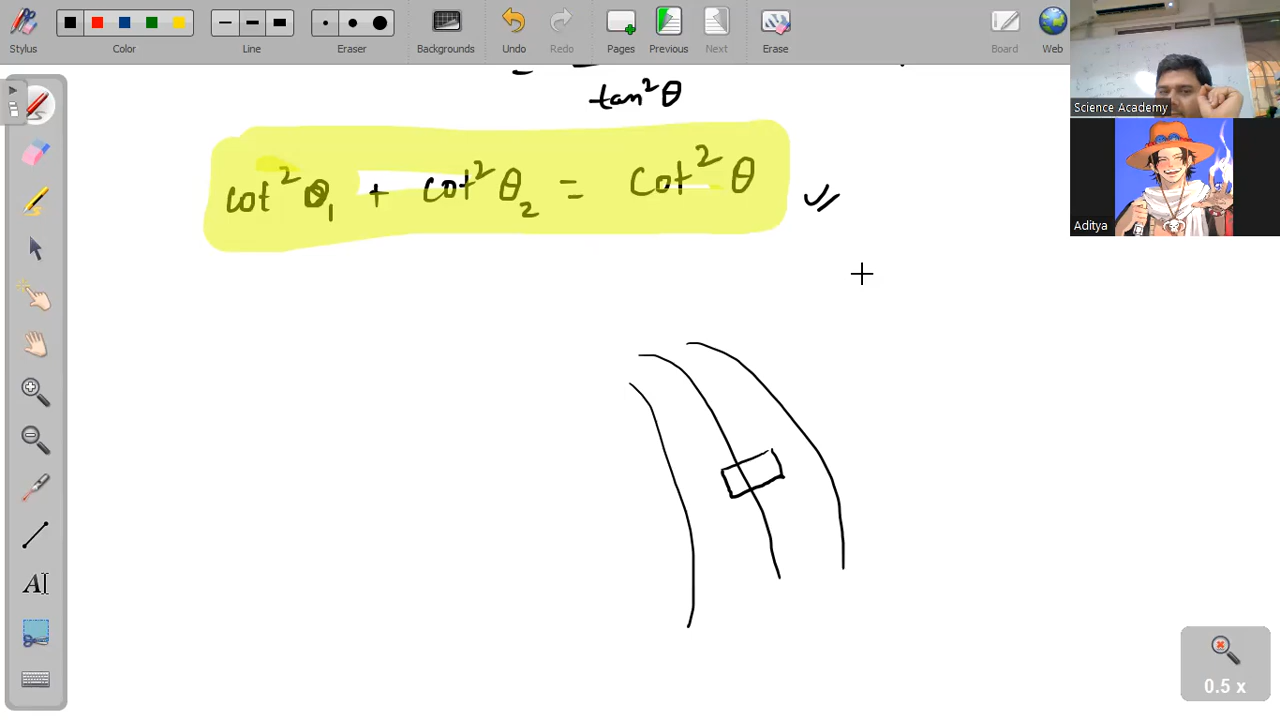 Stylus
Color
Line
Eraser
Backgrounds
Undo
Redo
Pages
Previous
Next
Erase
Board
Web
Science Academy
Aditya
tan²θ
cot²θ₁ + cot²θ₂ = cot²θ
A
0.5 x